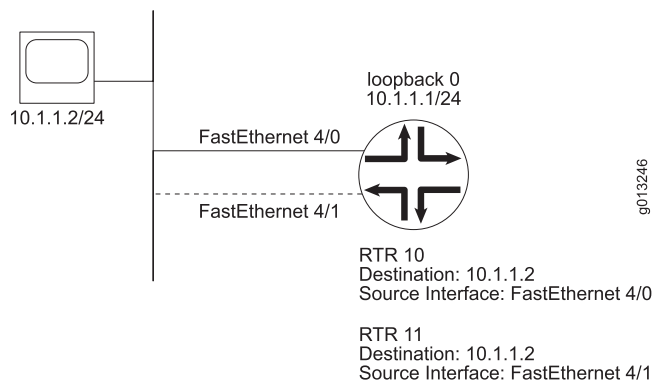 loopback 0
10.1.1.1/24
10.1.1.2/24
FastEthernet 4/0
FastEthernet 4/1
g013246
RTR 10
Destination: 10.1.1.2
Source Interface: FastEthernet 4/0
RTR 11
Destination: 10.1.1.2
Source Interface: FastEthernet 4/1